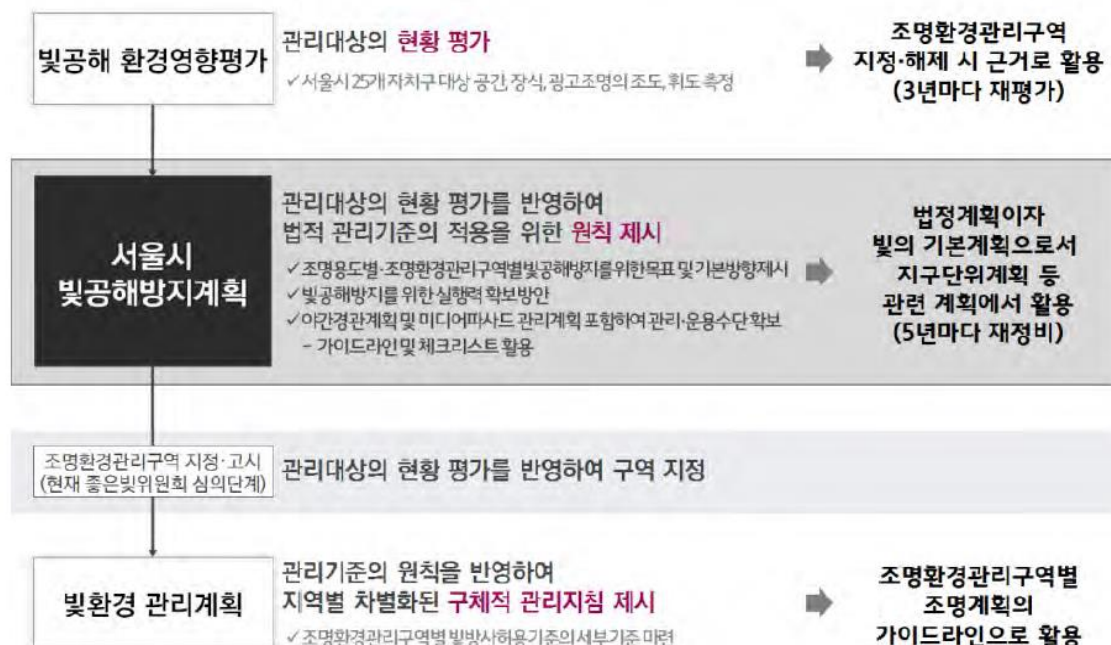 빛공해 환경영향평가
관리대상의 현황 평가
✓서울시 25개 자치구 대상 공간, 장식, 광고조명의 조도, 휘도 측정
조명환경관리구역
지정·해제 시 근거로 활용
(3년마다 재평가)
서울시
빛공해방지계획
관리대상의 현황 평가를 반영하여
법적 관리기준의 적용을 위한 원칙 제시
✓조명용도별·조명환경관리구역별 빛공해방지를 위한 목표 및 기본방향 제시
✓빛공해방지를 위한 실행력 확보방안
✓야간경관계획 및 미디어파사드 관리계획 포함하여 관리·운용수단 확보
- 가이드라인 및 체크리스트 활용
법정계획이자
빛의 기본계획으로서
지구단위계획 등
관련 계획에서 활용
(5년마다 재정비)
조명환경관리구역 지정·고시
(현재 좋은빛위원회 심의단계)
관리대상의 현황 평가를 반영하여 구역 지정
빛환경 관리계획
관리기준의 원칙을 반영하여
지역별 차별화된 구체적 관리지침 제시
✓조명환경관리구역별 빛방사허용기준의 세부기준 마련
조명환경관리구역별
조명계획의
가이드라인으로 활용